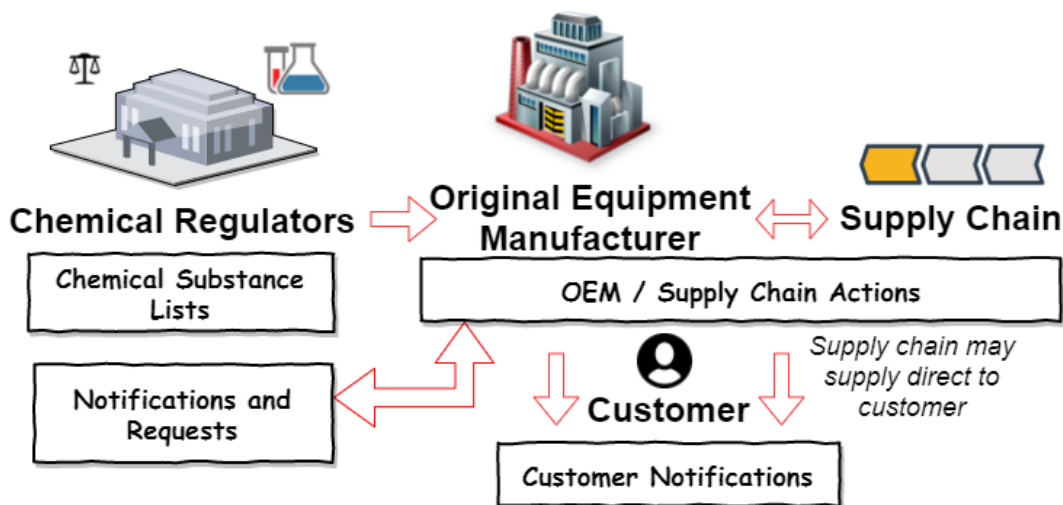 Chemical Regulators
Original Equipment
Manufacturer
Supply Chain
Chemical Substance
Lists
OEM / Supply Chain Actions
Notifications and
Requests
Customer
Supply chain may
supply direct to
customer
Customer Notifications